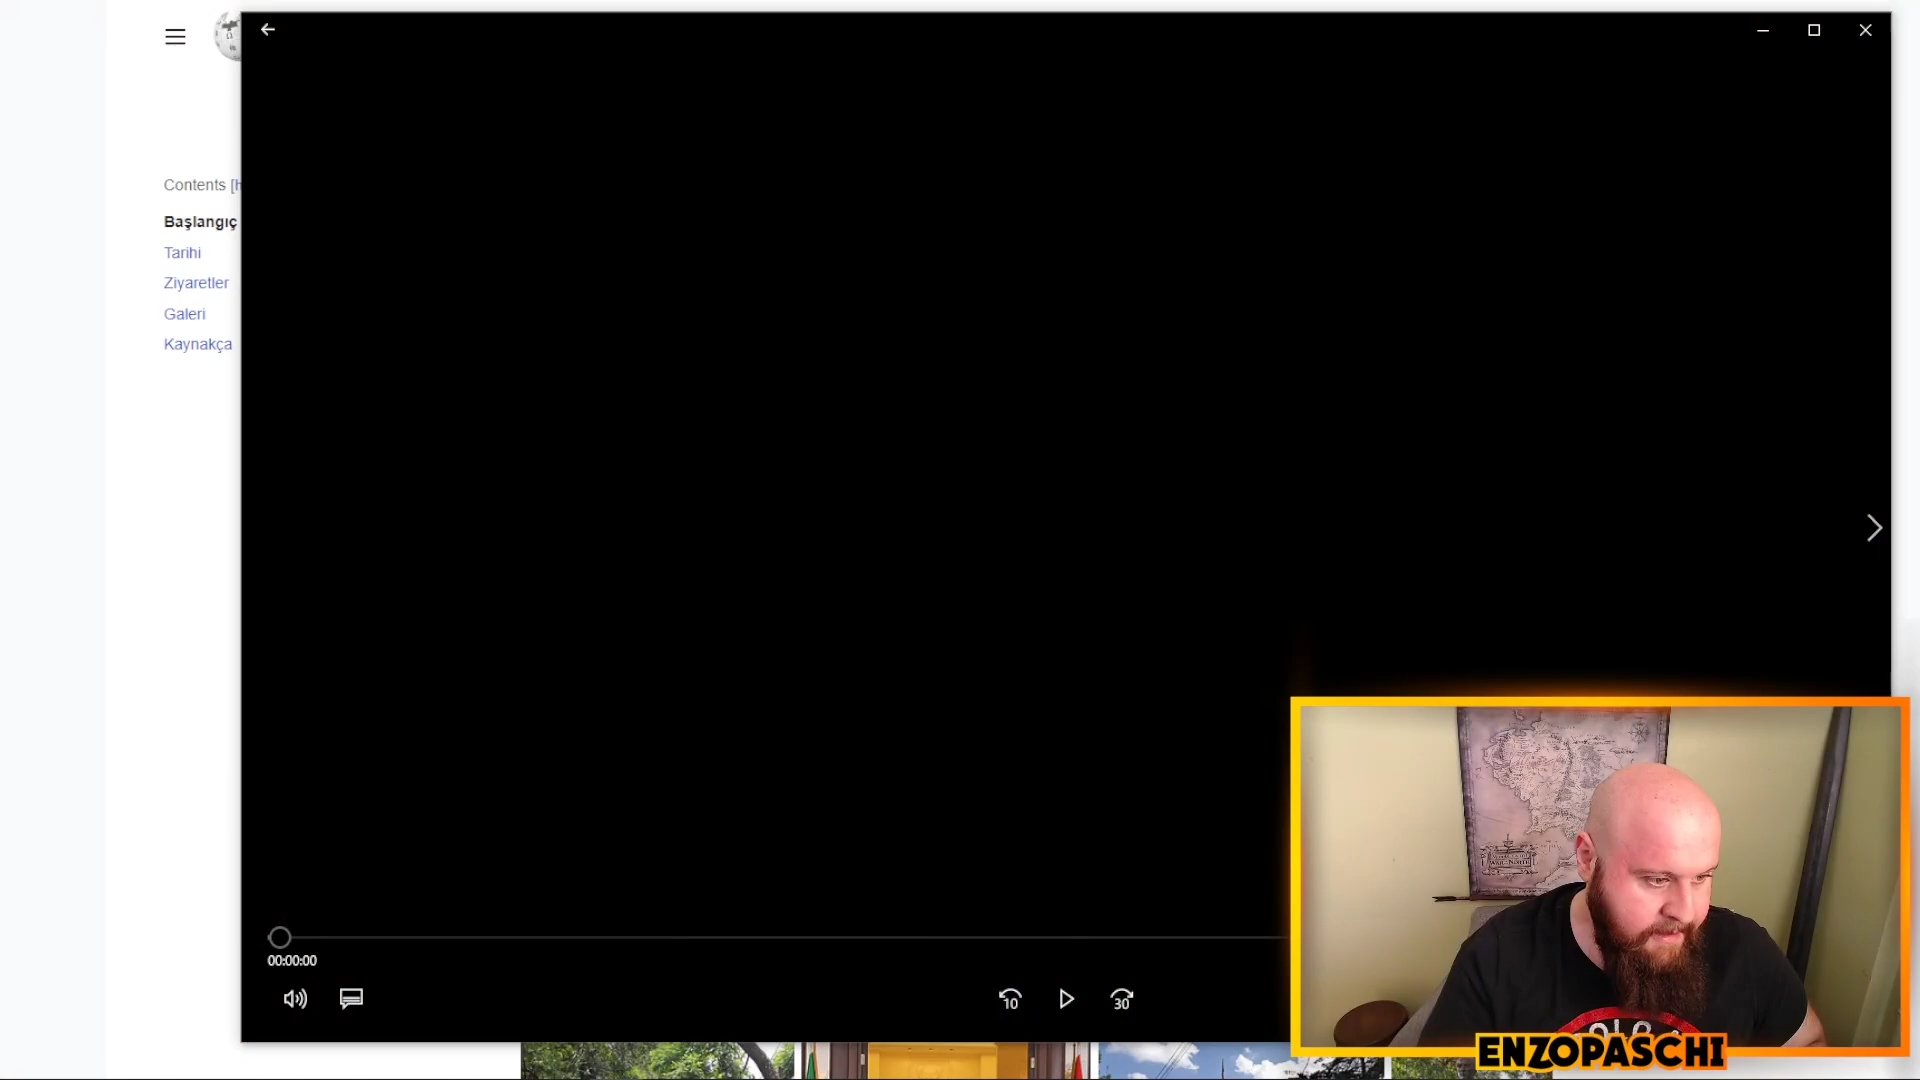 Contents [h
Başlangıç
Tarihi
Ziyaretler
Galeri
Kaynakça
00:00:00
10
30
ENZOPASCHI